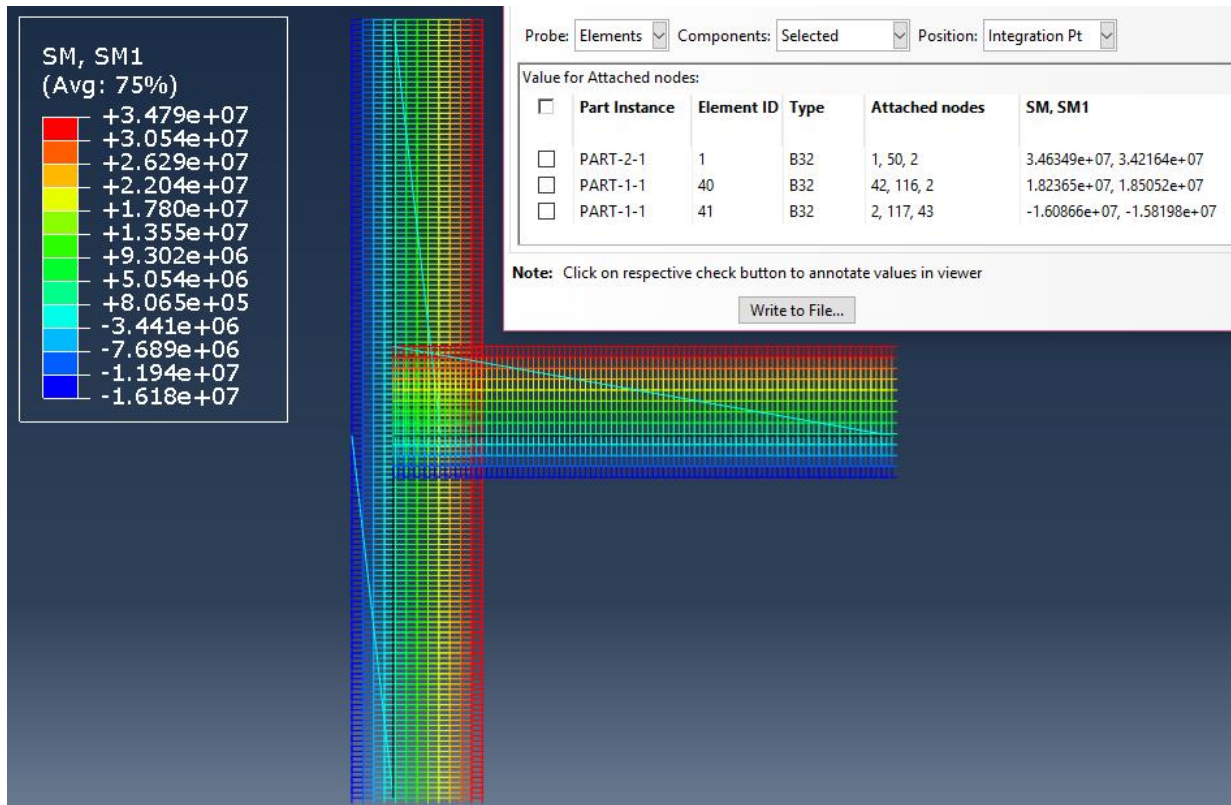 SM, SM1
(Avg: 75%)
+3.479e+07
+3.054e+07
+2.629e+07
+2.204e+07
+1.780e+07
+1.355e+07
+9.302e+06
+5.054e+06
+8.065e+05
-3.441e+06
-7.689e+06
-1.194e+07
-1.618e+07
Probe: Elements Components: Selected Position: Integration Pt
Value for Attached nodes:
Part Instance Element ID Type Attached nodes SM, SM1
PART-2-1 1 B32 1, 50, 2 3.46349e+07, 3.42164e+07
PART-1-1 40 B32 42, 116, 2 1.82365e+07, 1.85052e+07
PART-1-1 41 B32 2, 117, 43 -1.60866e+07, -1.58198e+07
Note: Click on respective check button to annotate values in viewer
Write to File...